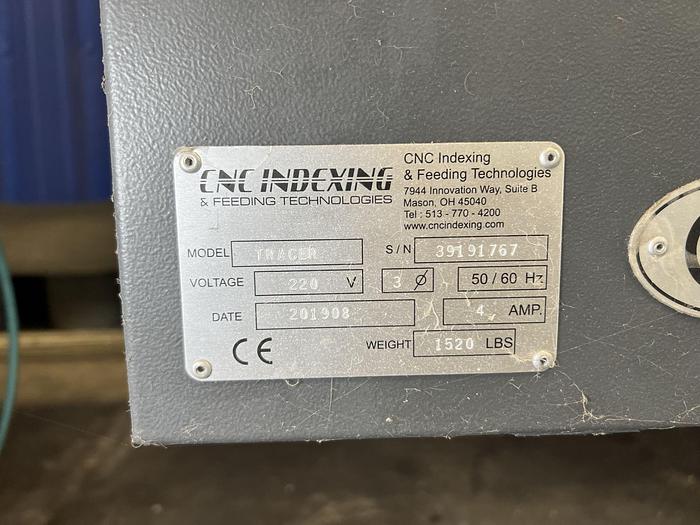 CNC INDEXING
& FEEDING TECHNOLOGIES
CNC Indexing
& Feeding Technologies
7944 Innovation Way, Suite B
Mason, OH 45040
Tel : 513 - 770 - 4200
www.cncindexing.com
MODEL TRACER S / N 39191767
VOLTAGE 220 V 3 Ø 50 / 60 Hz
DATE 201908 4 AMP.
CE WEIGHT 1520 LBS